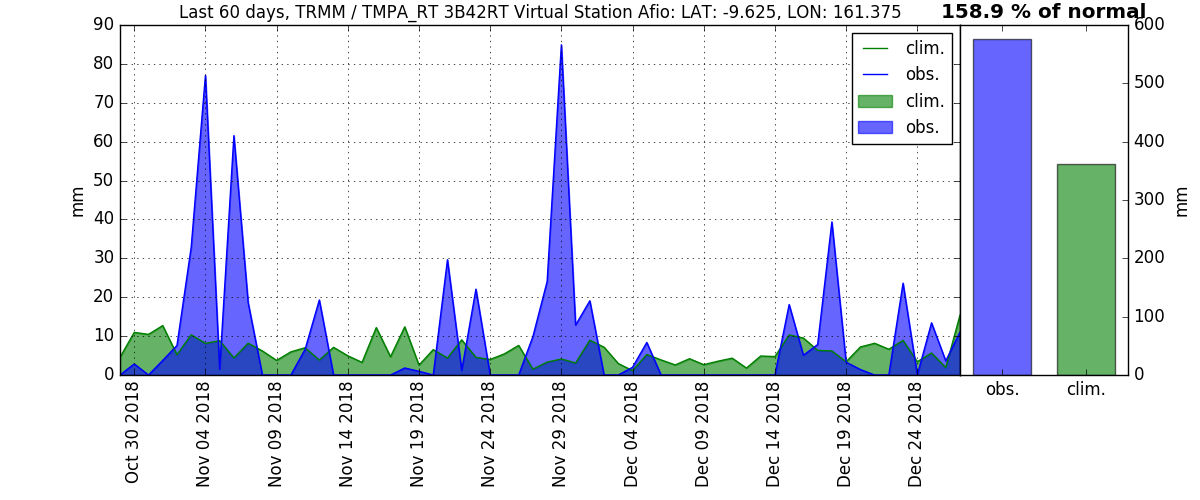 Last 60 days, TRMM / TMPA_RT 3B42RT Virtual Station Afio: LAT: -9.625, LON: 161.375
158.9 % of normal
90
80
70
60
50
40
30
20
10
0
mm
clim.
obs.
clim.
obs.
Oct 30 2018
Nov 04 2018
Nov 09 2018
Nov 14 2018
Nov 19 2018
Nov 24 2018
Nov 29 2018
Dec 04 2018
Dec 09 2018
Dec 14 2018
Dec 19 2018
Dec 24 2018
600
500
400
300
200
100
0
mm
obs.
clim.